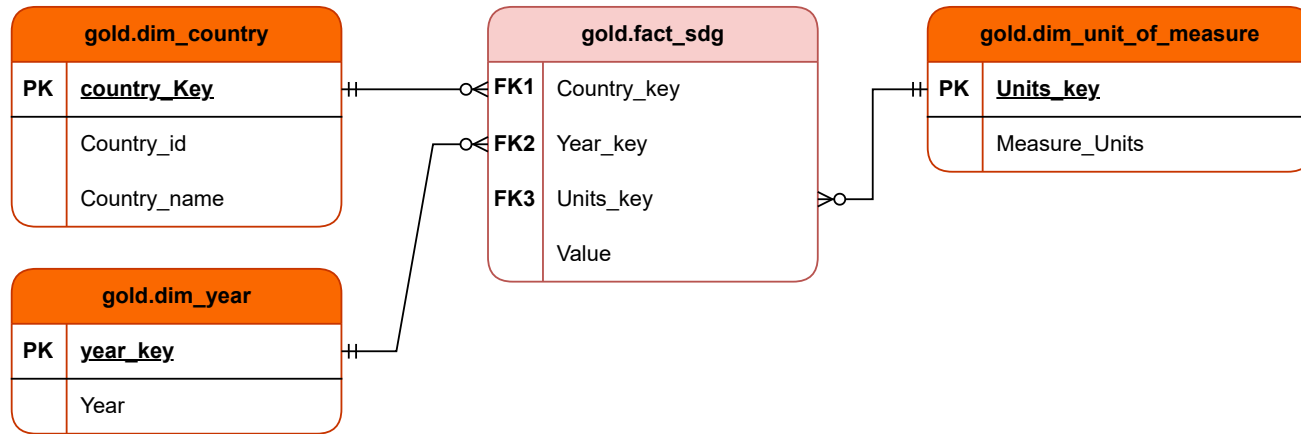 gold.dim_country
PK country_Key
Country_id
Country_name
gold.fact_sdg
FK1 Country_key
FK2 Year_key
FK3 Units_key
Value
gold.dim_unit_of_measure
PK Units_key
Measure_Units
gold.dim_year
PK year_key
Year